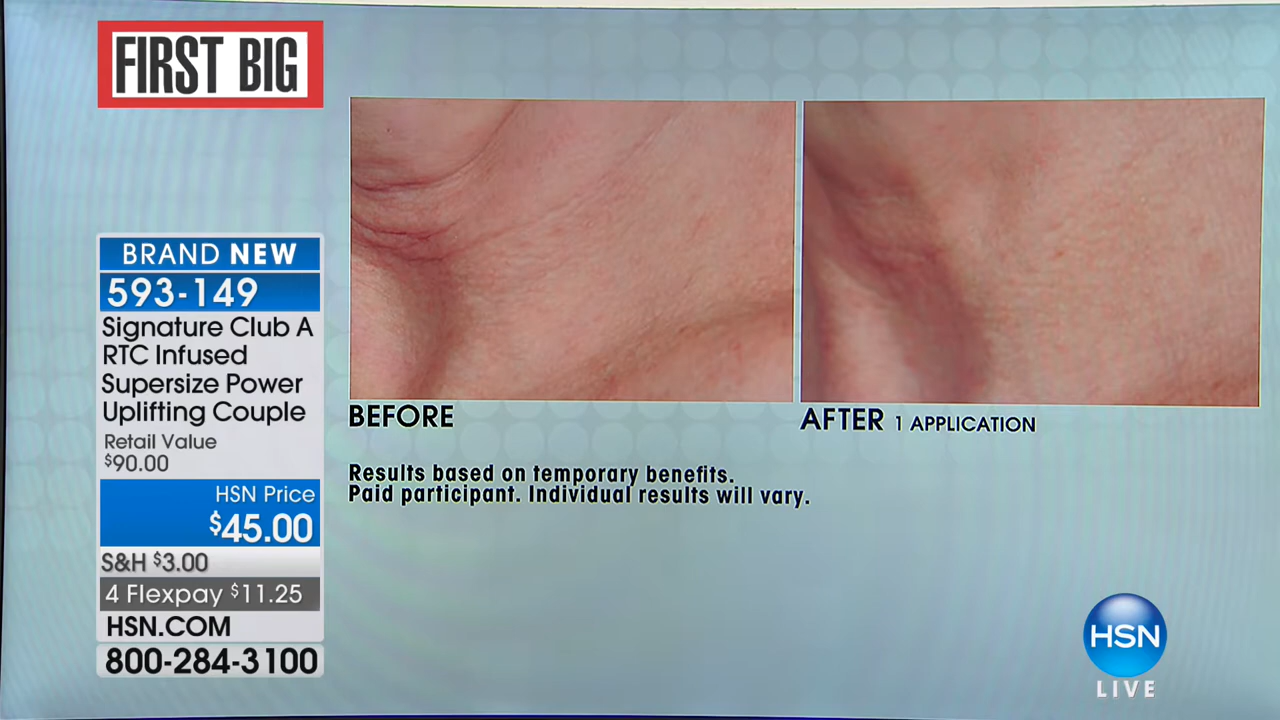 FIRST BIG
BRAND NEW
593-149
Signature Club A
RTC Infused
Supersize Power
Uplifting Couple
Retail Value
$90.00
HSN Price
$45.00
S&H $3.00
4 Flexpay $11.25
HSN.COM
800-284-3100
BEFORE
AFTER 1 APPLICATION
Results based on temporary benefits.
Paid participant. Individual results will vary.
HSN
LIVE